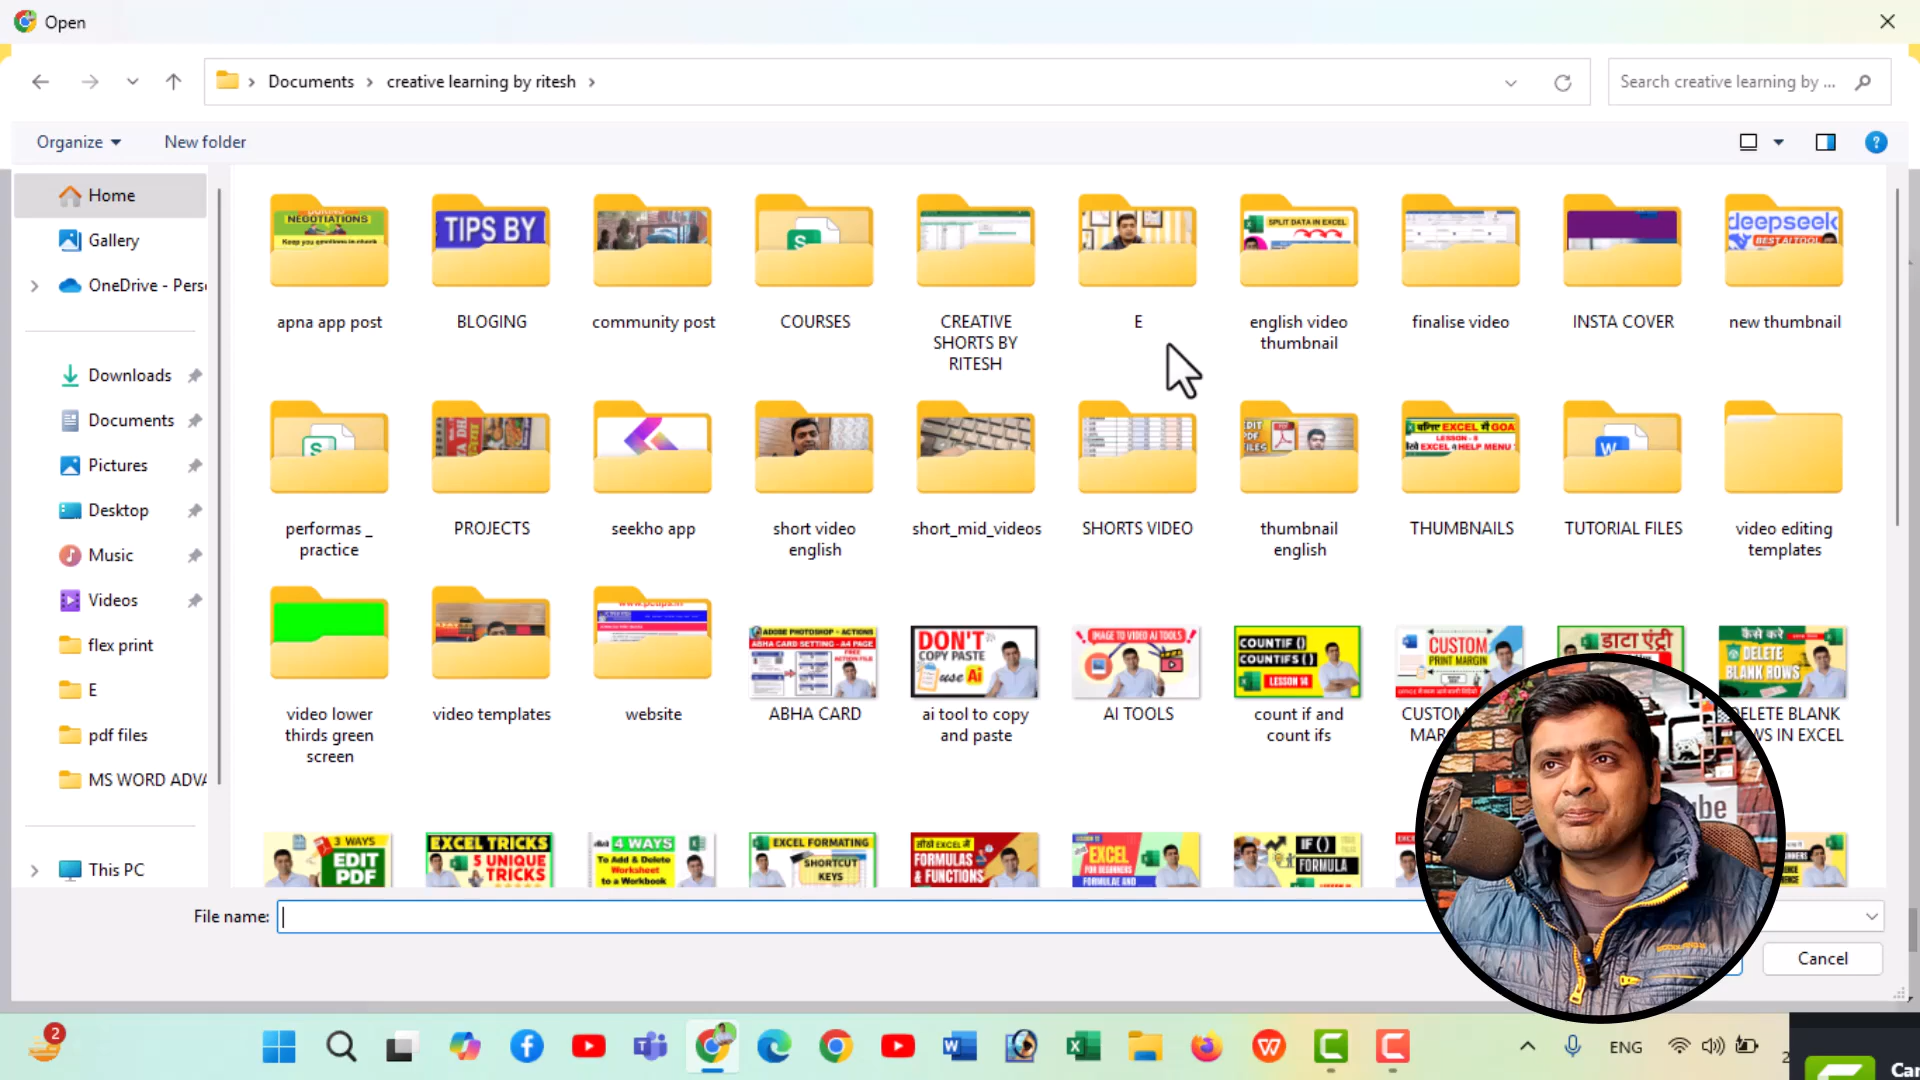 Open
Documents
creative learning by ritesh
Search creative learning by ...
Organize
New folder
Home
Gallery
OneDrive - Pers
Downloads
Documents
Pictures
Desktop
Music
Videos
flex print
E
pdf files
MS WORD ADVA
This PC
NEGOTIATIONS
TIPS BY
SPLIT DATA IN EXCEL
deepseek
BEST AI TOOL
apna app post
BLOGING
community post
COURSES
CREATIVE
SHORTS BY
RITESH
E
english video
thumbnail
finalise video
INSTA COVER
new thumbnail
EDIT
PDF
FILES
बनिए EXCEL में GOA
LESSON - 8
EXCEL HELP MENU
performas _
practice
PROJECTS
seekho app
short video
english
short_mid_videos
SHORTS VIDEO
thumbnail
english
THUMBNAILS
TUTORIAL FILES
video editing
templates
ADOBE PHOTOSHOP - ACTIONS
ABHA CARD SETTING - A4 PAGE
FREE
ACTION FILE
DON'T
COPY PASTE
use Ai
IMAGE TO VIDEO AI TOOLS
COUNTIF ()
COUNTIFS ()
LESSON 14
CUSTOM
PRINT MARGIN
डाटा एंट्री
कैसे करे
DELETE
BLANK ROWS
video lower
thirds green
screen
video templates
website
ABHA CARD
ai tool to copy
and paste
AI TOOLS
count if and
count ifs
CUSTOM
MAR
DELETE BLANK
WS IN EXCEL
3 WAYS
EDIT
PDF
EXCEL TRICKS
5 UNIQUE
TRICKS
4 WAYS
To Add & Delete
Worksheet
to a Workbook
EXCEL FORMATING
SHORTCUT
KEYS
सीखो EXCEL में
FORMULAS
& FUNCTIONS
EXCEL
FOR BEGINNERS
FORMULAE AND
IF ()
FORMULA
File name:
Cancel
2
ENG
Car